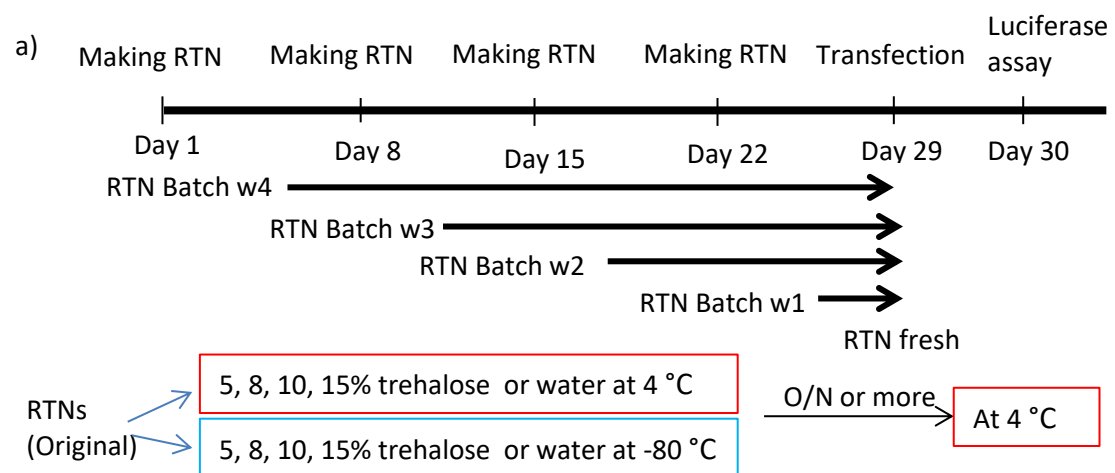 a)
Making RTN Making RTN Making RTN Making RTN Transfection Luciferase
assay
Day 1 Day 8 Day 15 Day 22 Day 29 Day 30
RTN Batch w4
RTN Batch w3
RTN Batch w2
RTN Batch w1
RTN fresh
RTNs
(Original)
5, 8, 10, 15% trehalose or water at 4 °C
5, 8, 10, 15% trehalose or water at -80 °C
O/N or more
At 4 °C